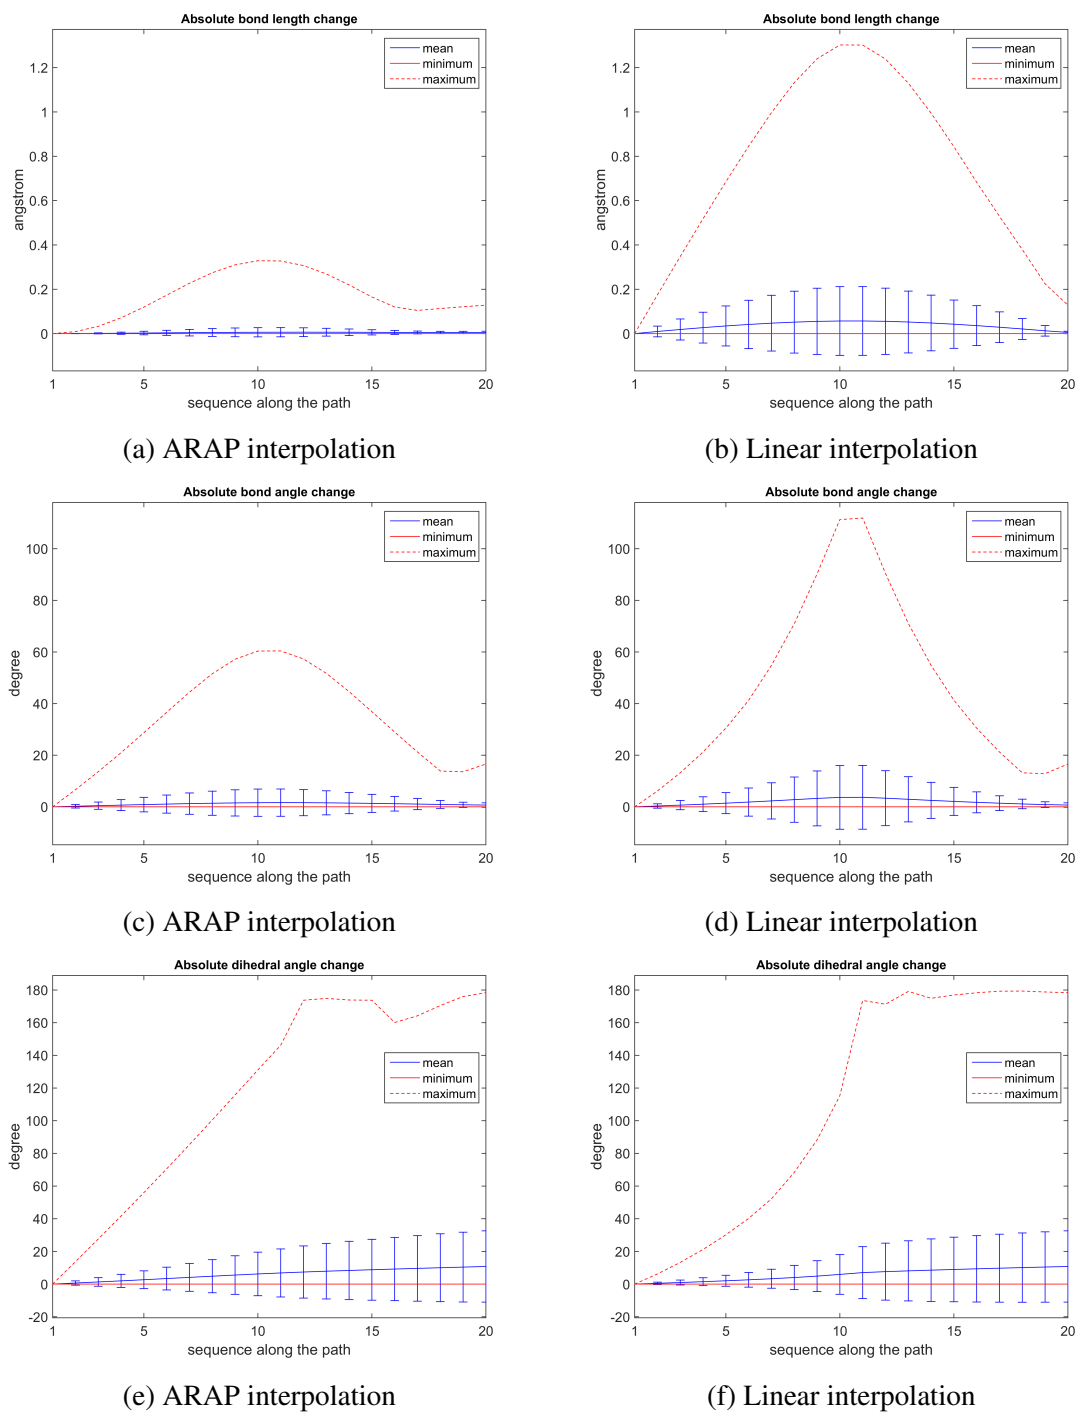 Absolute bond length change
mean
minimum
maximum
1.2
1
0.8
0.6
0.4
0.2
0
angstrom
1 5 10 15 20
sequence along the path
(a) ARAP interpolation
Absolute bond length change
mean
minimum
maximum
1.2
1
0.8
0.6
0.4
0.2
0
angstrom
1 5 10 15 20
sequence along the path
(b) Linear interpolation
Absolute bond angle change
mean
minimum
maximum
100
80
60
40
20
0
degree
1 5 10 15 20
sequence along the path
(c) ARAP interpolation
Absolute bond angle change
mean
minimum
maximum
100
80
60
40
20
0
degree
1 5 10 15 20
sequence along the path
(d) Linear interpolation
Absolute dihedral angle change
180
160
140
mean
minimum
maximum
120
100
80
60
40
20
0
-20
degree
1 5 10 15 20
sequence along the path
(e) ARAP interpolation
Absolute dihedral angle change
180
160
140
mean
minimum
maximum
120
100
80
60
40
20
0
-20
degree
1 5 10 15 20
sequence along the path
(f) Linear interpolation